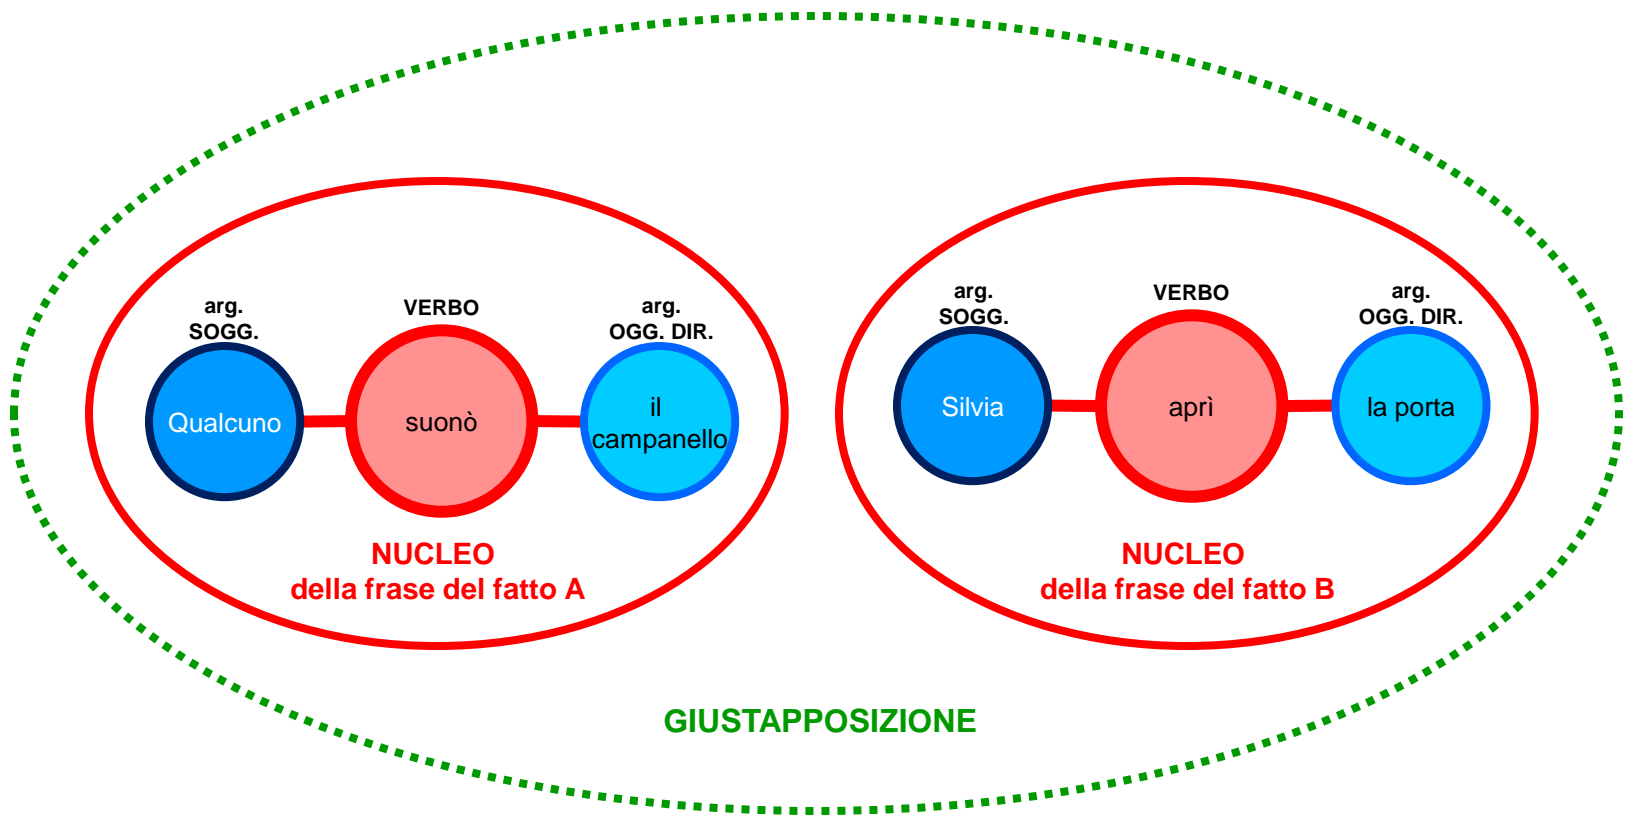 arg.
SOGG.
VERBO
arg.
OGG. DIR.
Qualcuno
suonò
il
campanello
NUCLEO
della frase del fatto A
arg.
SOGG.
VERBO
arg.
OGG. DIR.
Silvia
aprì
la porta
NUCLEO
della frase del fatto B
GIUSTAPPOSIZIONE